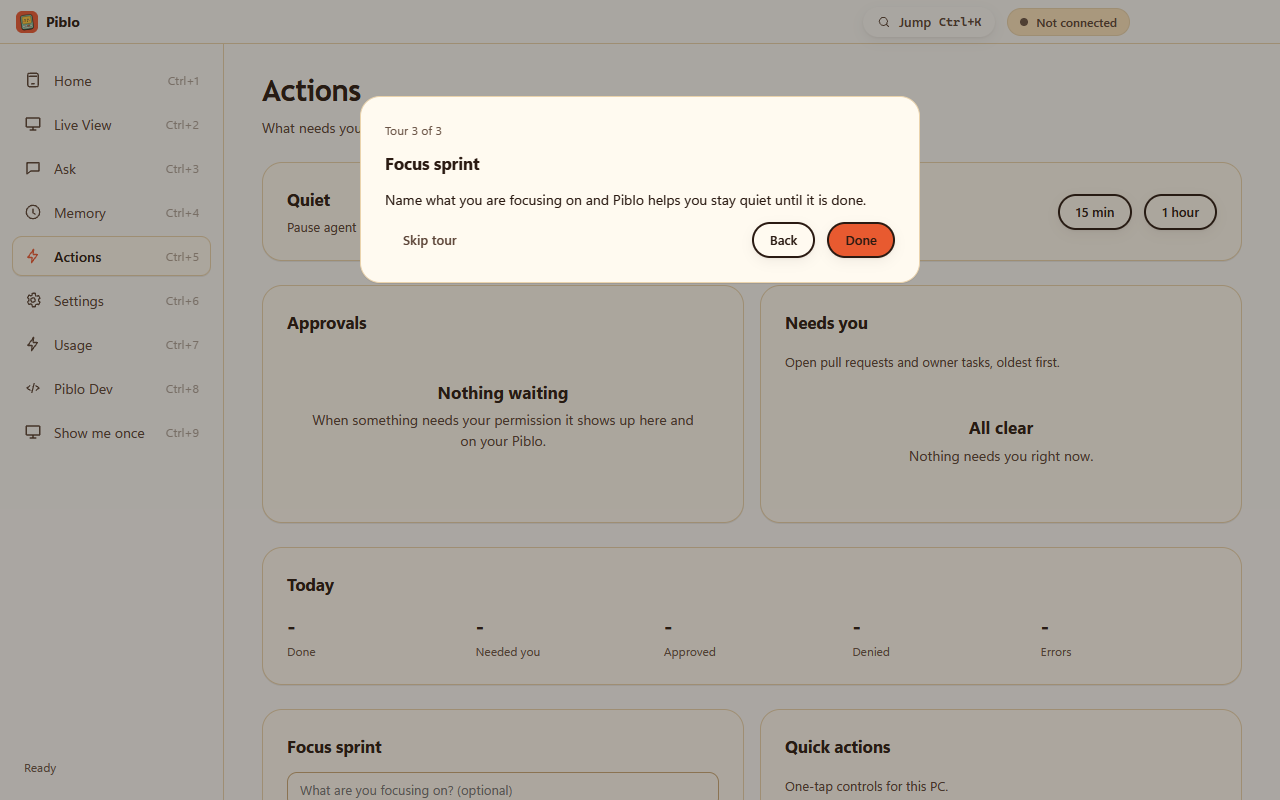 Piblo
Jump Ctrl+K
Not connected
Home Ctrl+1
Live View Ctrl+2
Ask Ctrl+3
Memory Ctrl+4
Actions Ctrl+5
Settings Ctrl+6
Usage Ctrl+7
Piblo Dev Ctrl+8
Show me once Ctrl+9
Ready
Actions
What needs you
Tour 3 of 3
Focus sprint
Name what you are focusing on and Piblo helps you stay quiet until it is done.
Skip tour
Back
Done
Quiet
Pause agent
15 min
1 hour
Approvals
Nothing waiting
When something needs your permission it shows up here and
on your Piblo.
Needs you
Open pull requests and owner tasks, oldest first.
All clear
Nothing needs you right now.
Today
- - - - -
Done Needed you Approved Denied Errors
Focus sprint
What are you focusing on? (optional)
Quick actions
One-tap controls for this PC.